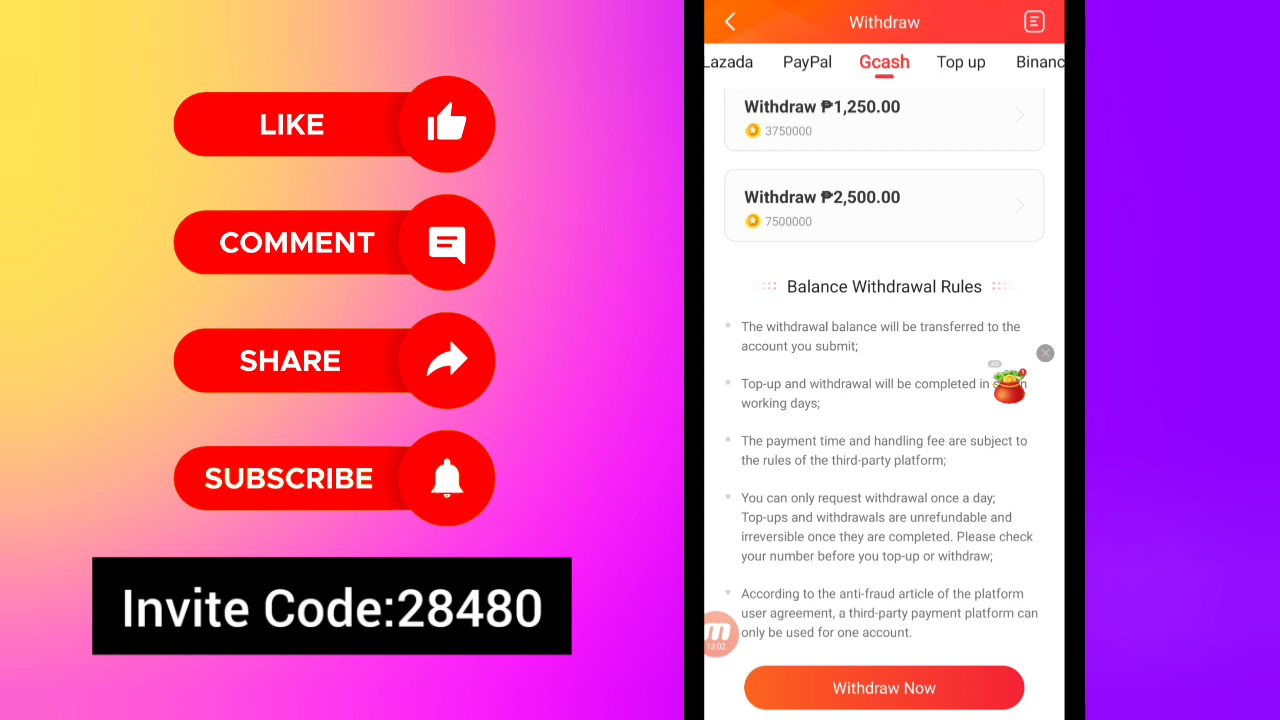 LIKE
COMMENT
SHARE
SUBSCRIBE
Invite Code:28480
Withdraw
Lazada PayPal Gcash Top up Binanc
Withdraw ₱1,250.00
3750000
Withdraw ₱2,500.00
7500000
Balance Withdrawal Rules
The withdrawal balance will be transferred to the
account you submit;
Top-up and withdrawal will be completed in
working days;
The payment time and handling fee are subject to
the rules of the third-party platform;
You can only request withdrawal once a day;
Top-ups and withdrawals are unrefundable and
irreversible once they are completed. Please check
your number before you top-up or withdraw;
According to the anti-fraud article of the platform
user agreement, a third-party payment platform can
only be used for one account.
13:02
Withdraw Now